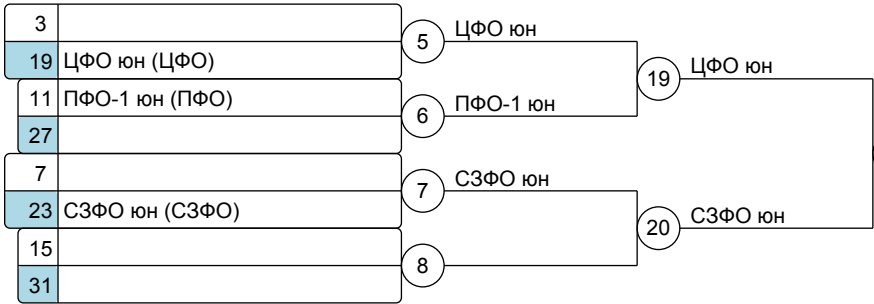 3
19 ЦФО юн (ЦФО)
5 ЦФО юн
11 ПФО-1 юн (ПФО)
27
6 ПФО-1 юн
19 ЦФО юн
7
23 СЗФО юн (СЗФО)
7 СЗФО юн
15
31
8
20 СЗФО юн